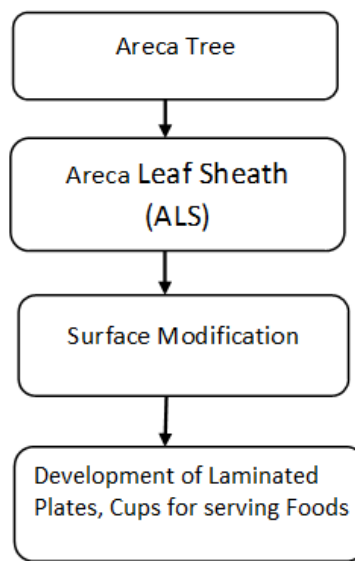 Areca Tree
Areca Leaf Sheath
(ALS)
Surface Modification
Development of Laminated
Plates, Cups for serving Foods